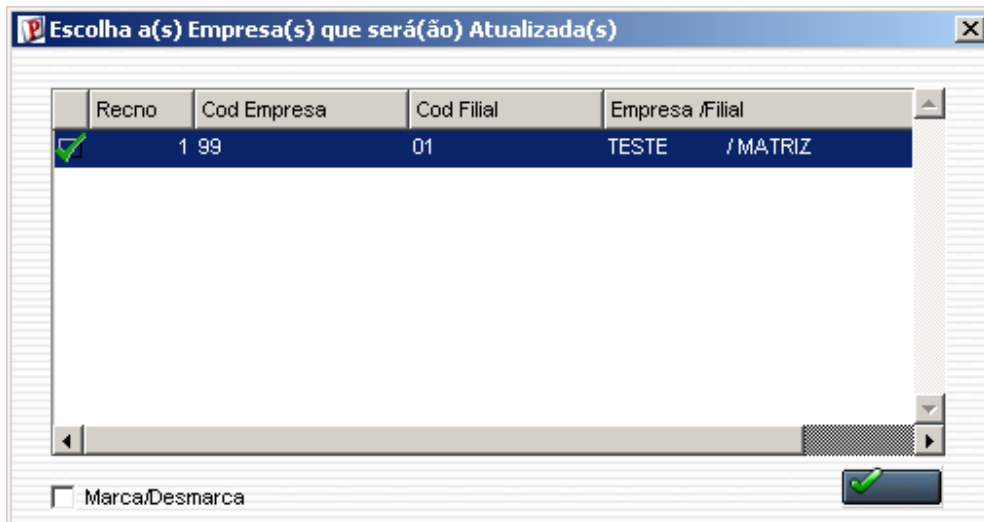 Escolha a(s) Empresa(s) que será(ão) Atualizada(s)
Recno Cod Empresa Cod Filial Empresa /Filial
1 99 01 TESTE / MATRIZ
Marca/Desmarca